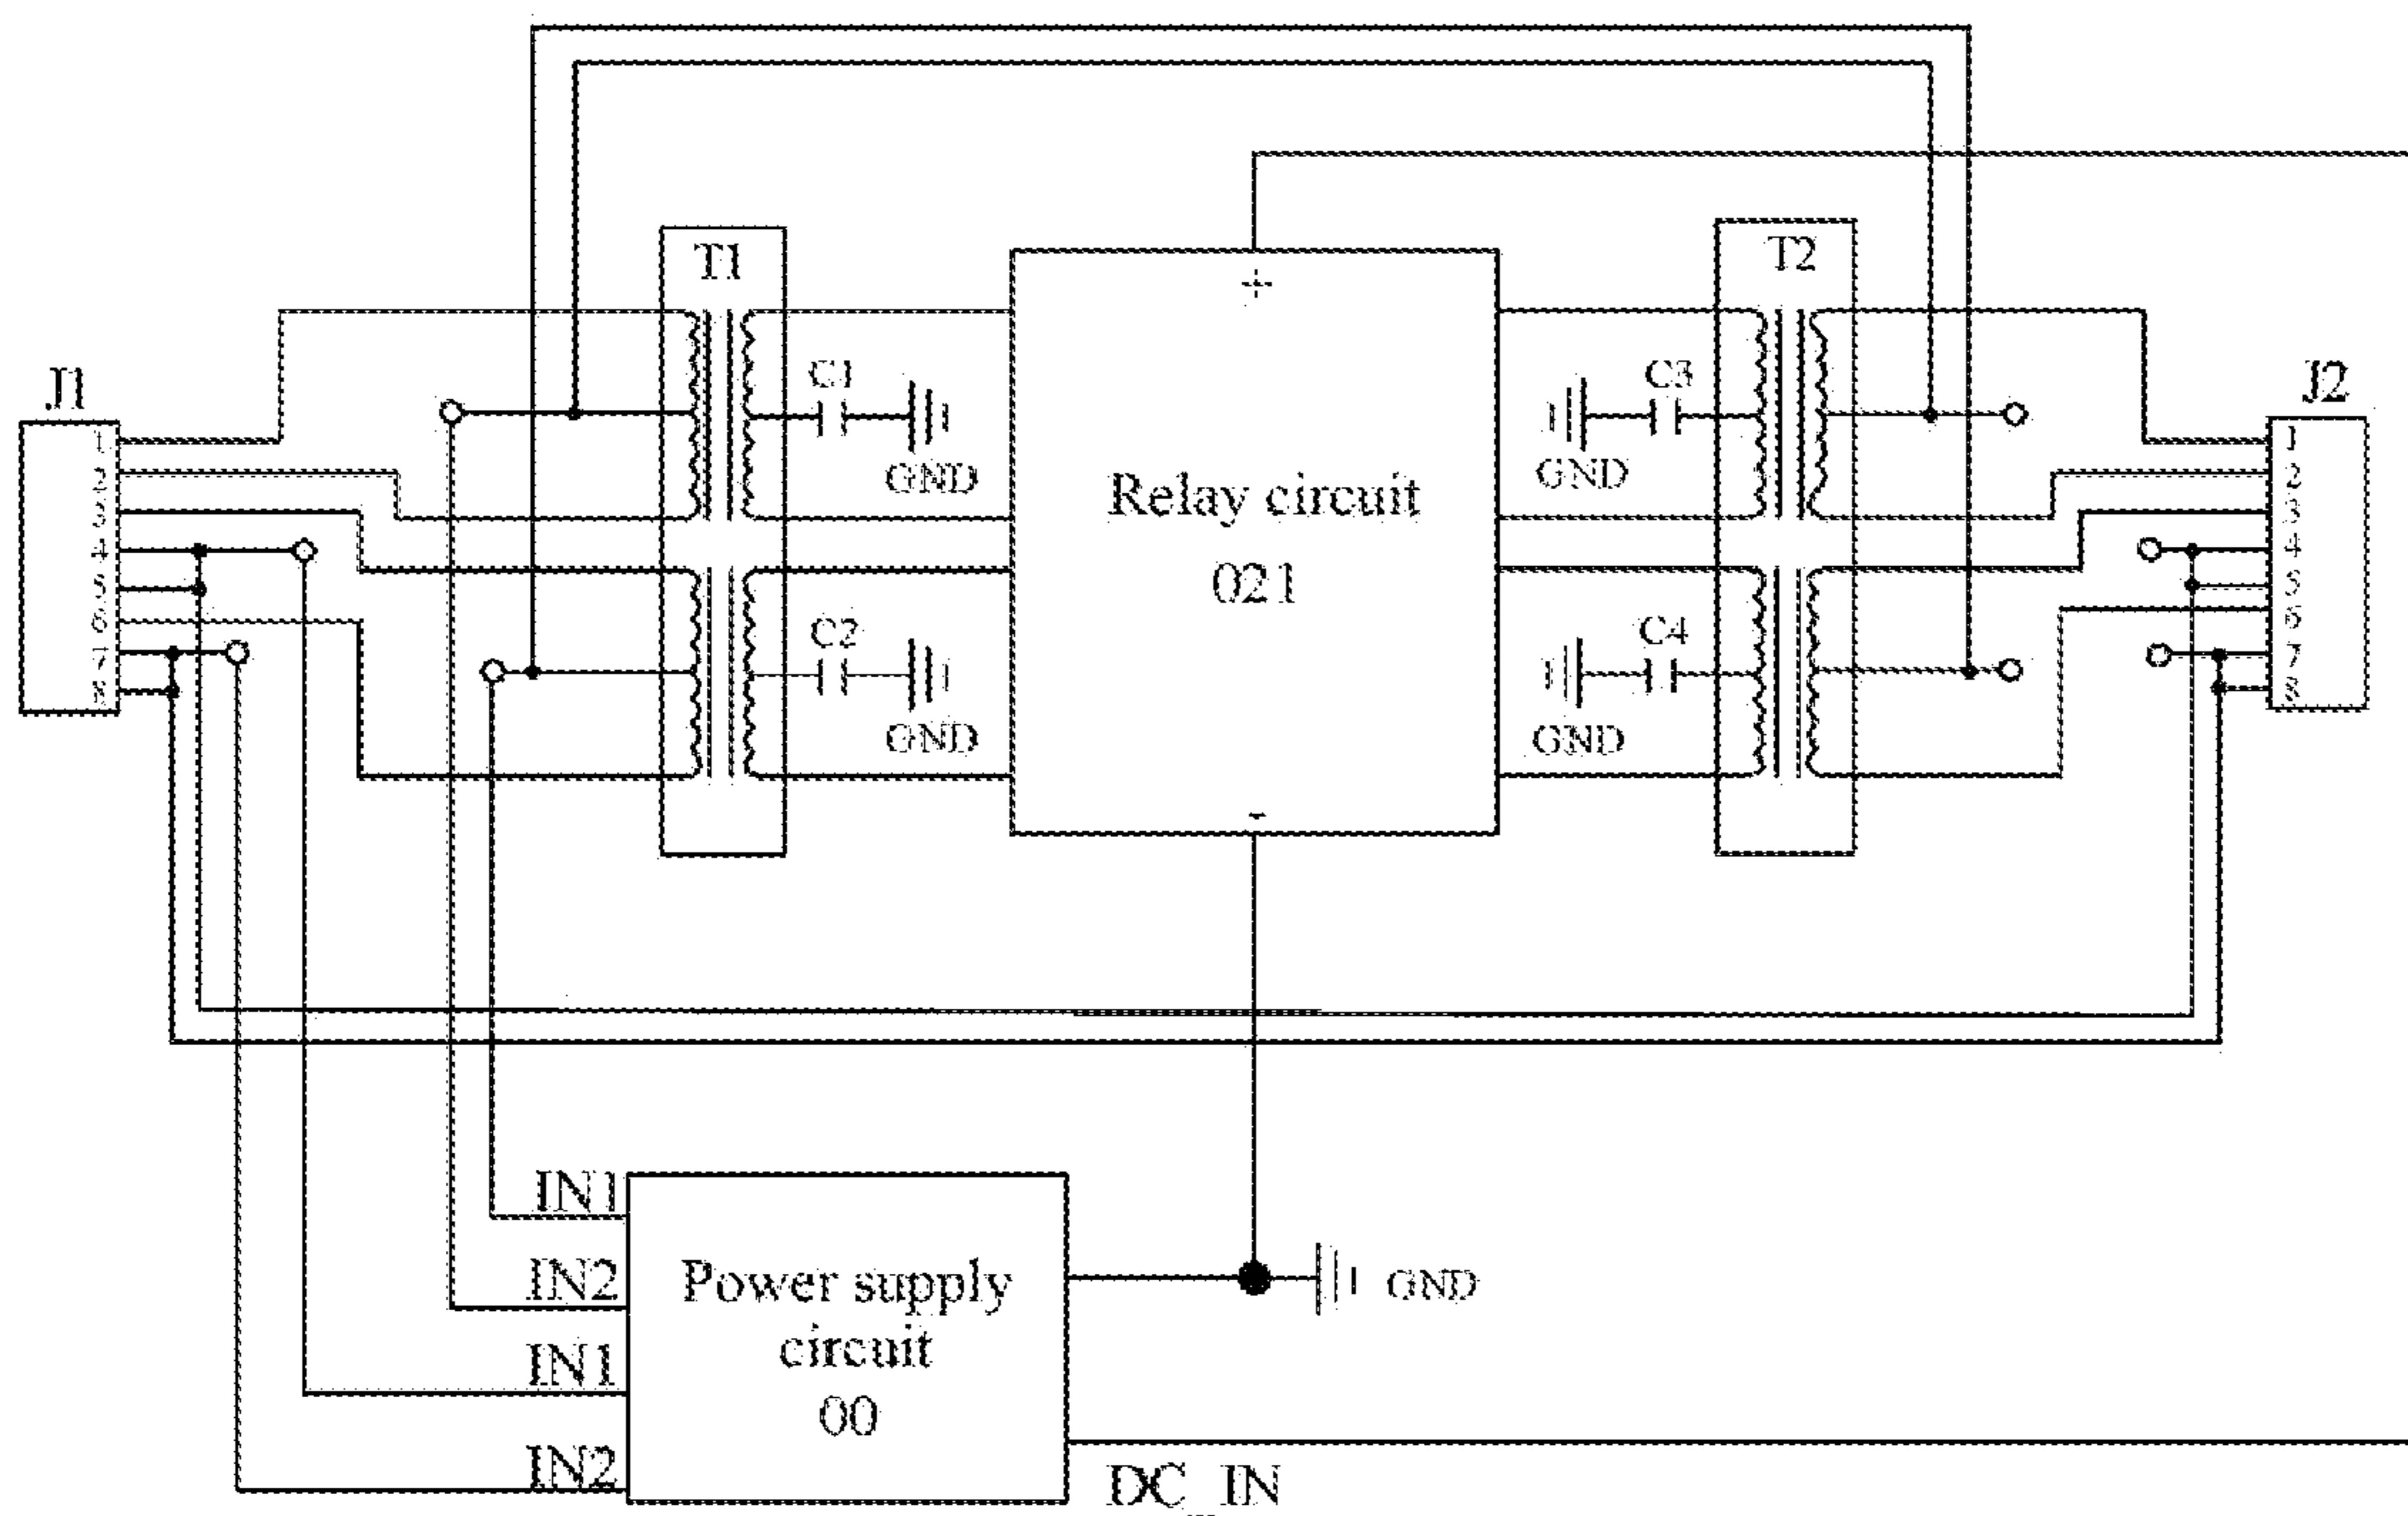 T1
T2
+
C1
C3
J1
J2
GND
GND
1
2
3
4
5
6
7
8
1
2
3
4
5
6
7
8
Relay circuit
021
C2
C4
GND
GND
-
IN1
IN2
IN1
IN2
Power supply
circuit
00
GND
DC_IN